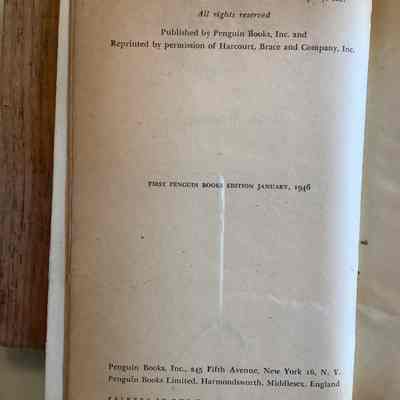 All rights reserved
Published by Penguin Books, Inc. and
Reprinted by permission of Harcourt, Brace and Company, Inc.
FIRST PENGUIN BOOKS EDITION JANUARY, 1946
Penguin Books, Inc., 245 Fifth Avenue, New York 16, N. Y.
Penguin Books Limited, Harmondsworth, Middlesex, England